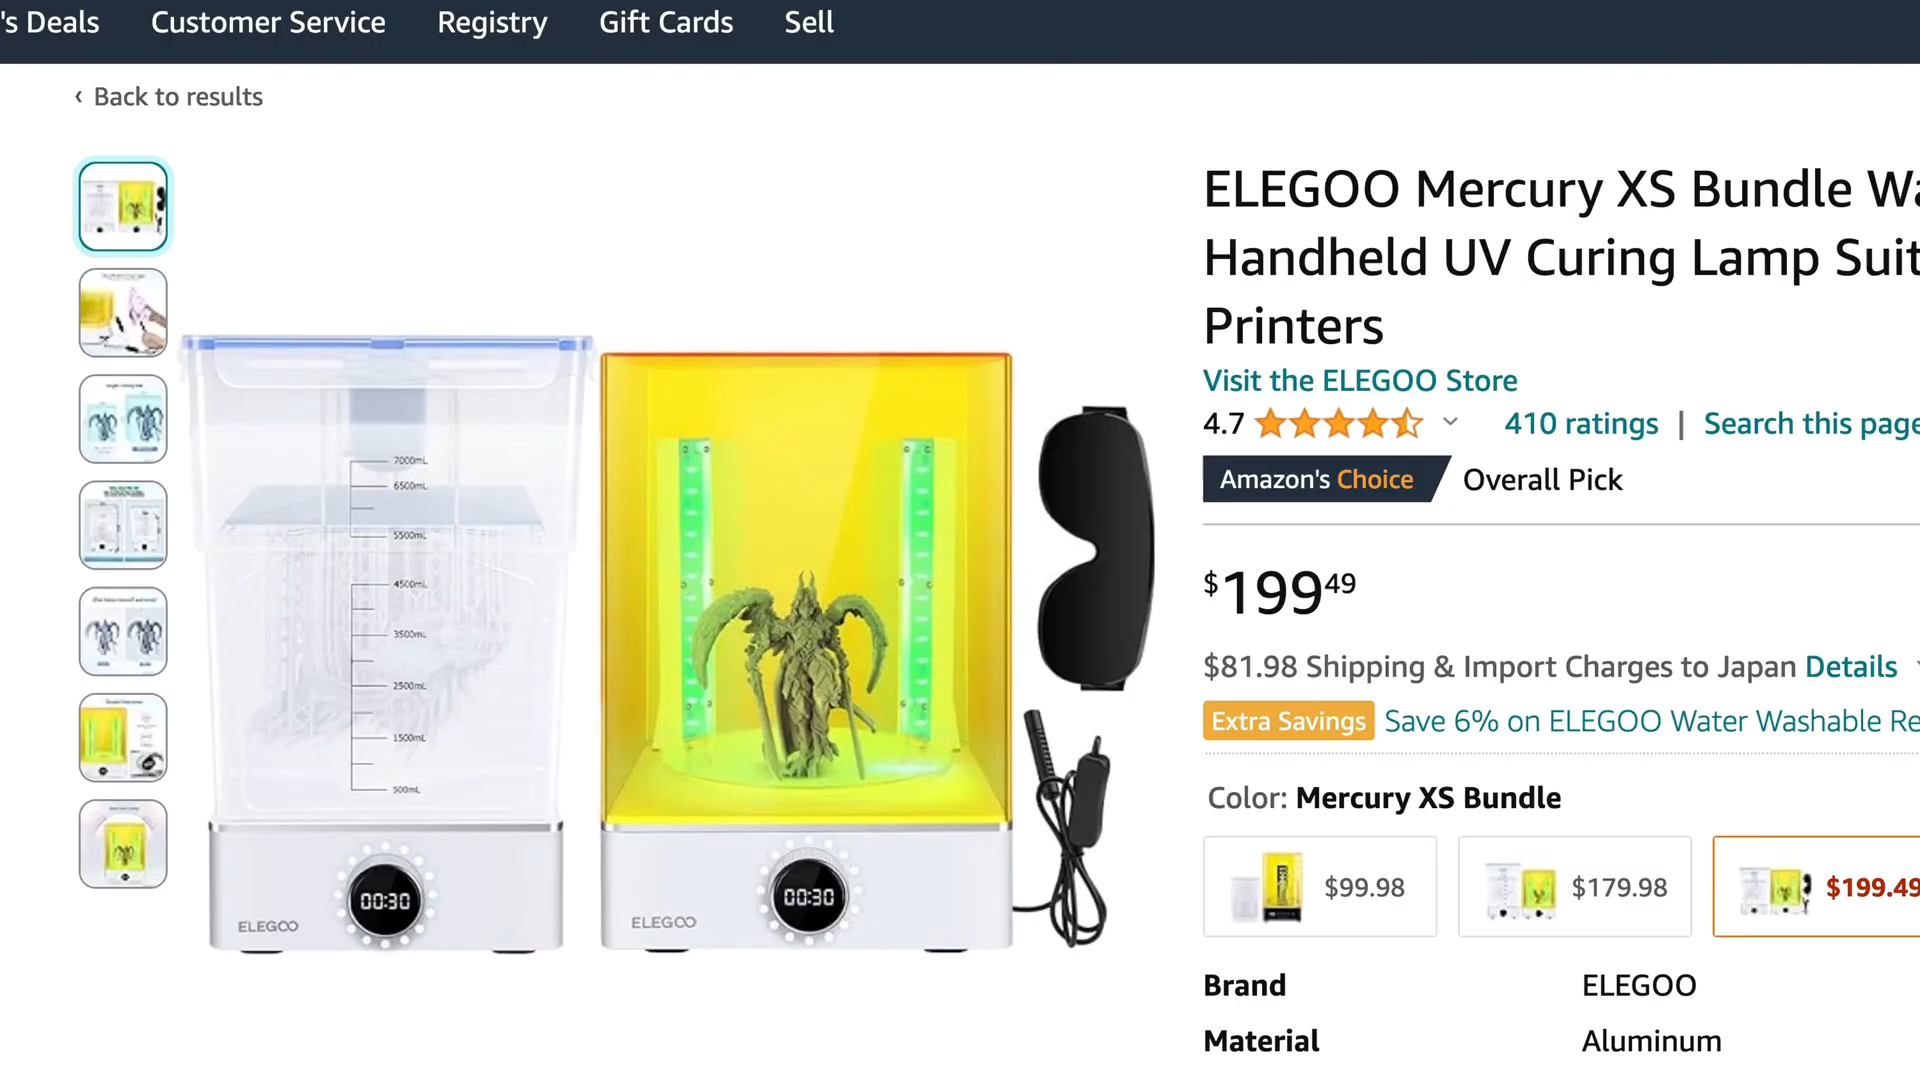 's Deals Customer Service Registry Gift Cards Sell
‹ Back to results
7000mL
6500mL
5500mL
4500mL
3500mL
2500mL
1500mL
500mL
00:30
ELEGOO
00:30
ELEGOO
ELEGOO Mercury XS Bundle Wa
Handheld UV Curing Lamp Suit
Printers
Visit the ELEGOO Store
4.7 410 ratings | Search this page
Amazon's Choice Overall Pick
$199 49
$81.98 Shipping & Import Charges to Japan Details
Extra Savings Save 6% on ELEGOO Water Washable Re
Color: Mercury XS Bundle
$99.98 $179.98 $199.49
Brand ELEGOO
Material Aluminum